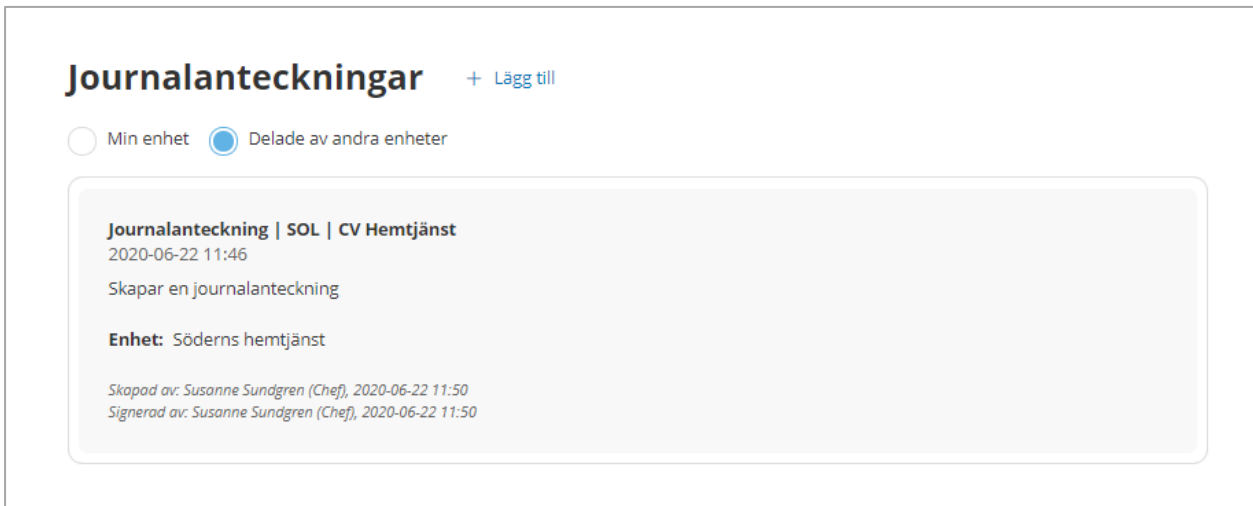 Journalanteckningar + Lägg till
Min enhet Delade av andra enheter
Journalanteckning | SOL | CV Hemtjänst
2020-06-22 11:46
Skapar en journalanteckning
Enhet: Söderns hemtjänst
Skapad av: Susanne Sundgren (Chef), 2020-06-22 11:50
Signerad av: Susanne Sundgren (Chef), 2020-06-22 11:50